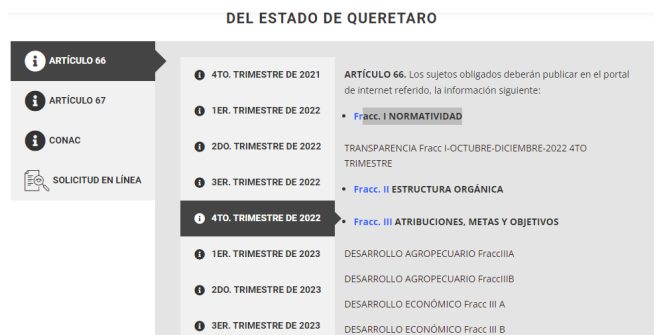 DEL ESTADO DE QUERETARO
ARTÍCULO 66
ARTÍCULO 67
CONAC
SOLICITUD EN LÍNEA
4TO. TRIMESTRE DE 2021
1ER. TRIMESTRE DE 2022
2DO. TRIMESTRE DE 2022
3ER. TRIMESTRE DE 2022
4TO. TRIMESTRE DE 2022
1ER. TRIMESTRE DE 2023
2DO. TRIMESTRE DE 2023
3ER. TRIMESTRE DE 2023
ARTÍCULO 66. Los sujetos obligados deberán publicar en el portal
de internet referido, la información siguiente:
Fracc. I NORMATIVIDAD
TRANSPARENCIA Fracc I-OCTUBRE-DICIEMBRE-2022 4TO
TRIMESTRE
Fracc. II ESTRUCTURA ORGÁNICA
Fracc. III ATRIBUCIONES, METAS Y OBJETIVOS
DESARROLLO AGROPECUARIO FracciIIA
DESARROLLO AGROPECUARIO FraccIIIB
DESARROLLO ECONÓMICO Fracc III A
DESARROLLO ECONÓMICO Fracc III B